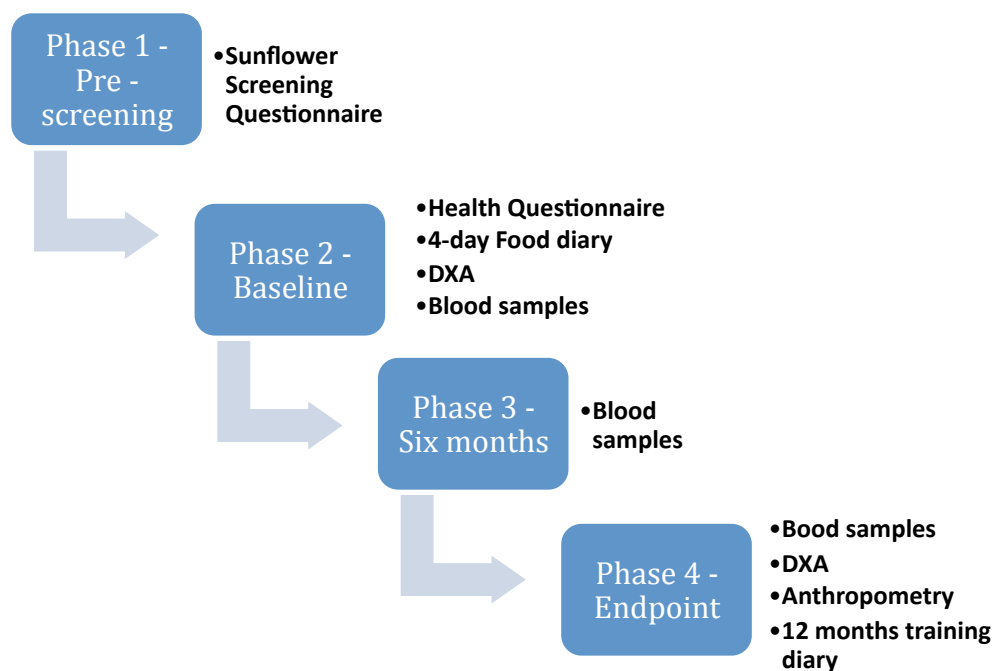 Phase 1 -
Pre -
screening
•Sunflower
Screening
Questionnaire
Phase 2 -
Baseline
•Health Questionnaire
•4-day Food diary
•DXA
•Blood samples
Phase 3 -
Six months
•Blood
samples
Phase 4 -
Endpoint
•Bood samples
•DXA
•Anthropometry
•12 months training
diary